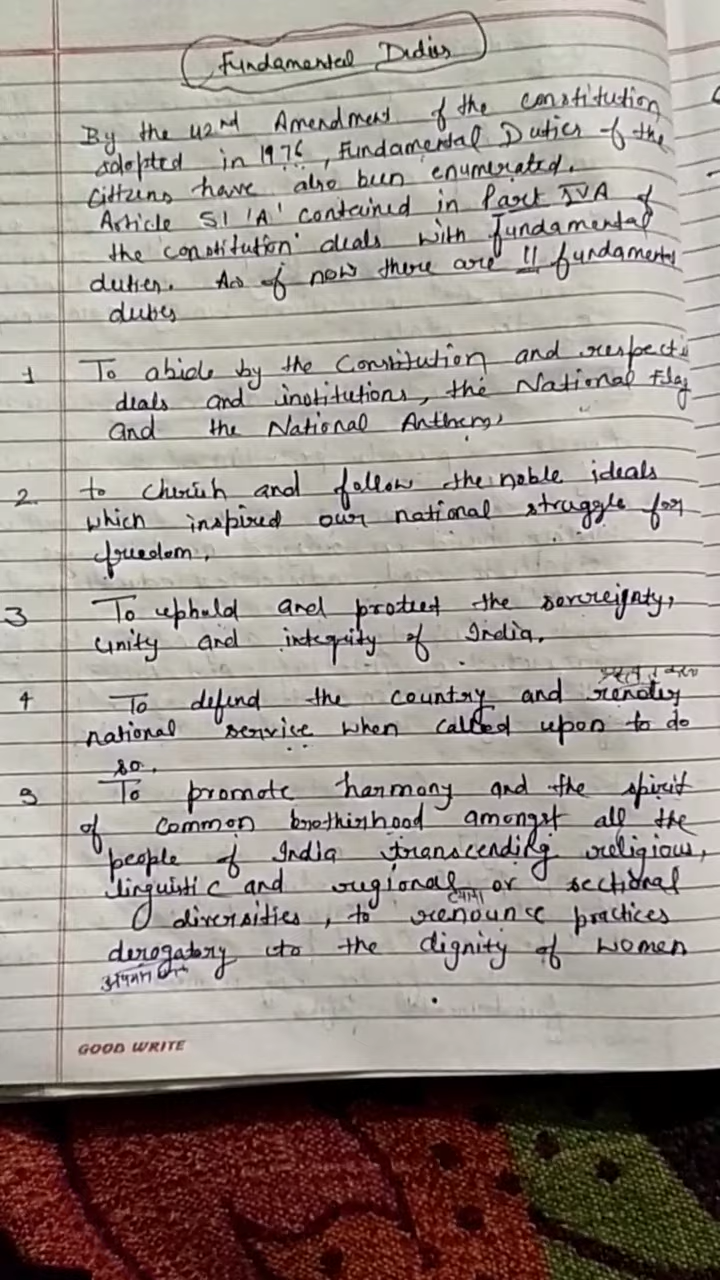 Fundamental Duties
By the 42nd Amendment of the constitution
adopted in 1976, Fundamental Duties of the
Citizens have also been enumerated.
Article 51 'A' contained in Part IVA of
the constitution deals with fundamental
duties. As of now there are 11 fundamental
duties
1 To abide by the Constitution and respect
deals and institutions, the National Flag
and the National Anthem,
2. to cherish and follow the noble ideals
which inspired our national struggle for
freedom.
3 To uphold and protect the sovereignty,
unity and integrity of India.
4 To defend the country and render
national service when called upon to do
so.
5 To promote harmony and the spirit
of common brotherhood amongst all the
people of India transcending religious,
linguistic and regional or sectional
त्याग
diversities, to renounce practices
derogatory to the dignity of women
GOOD WRITE